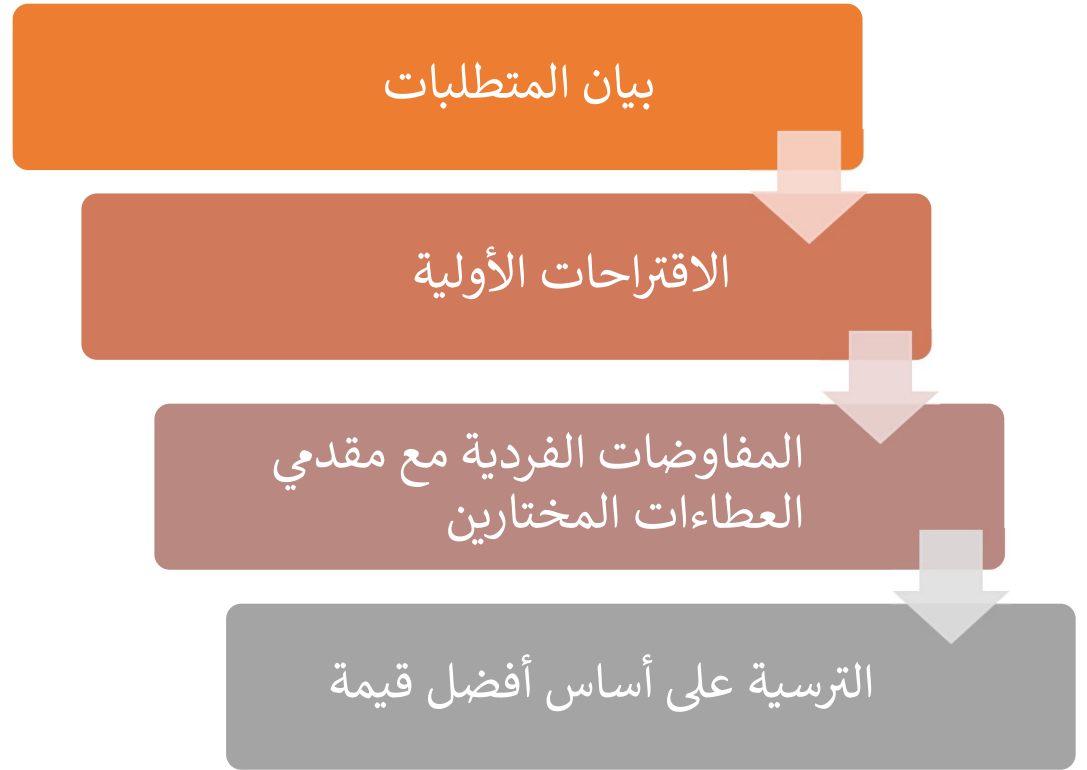 بيان المتطلبات
الاقتراحات الأولية
المفاوضات الفردية مع مقدمي
العطاءات المختارين
الترسية على أساس أفضل قيمة